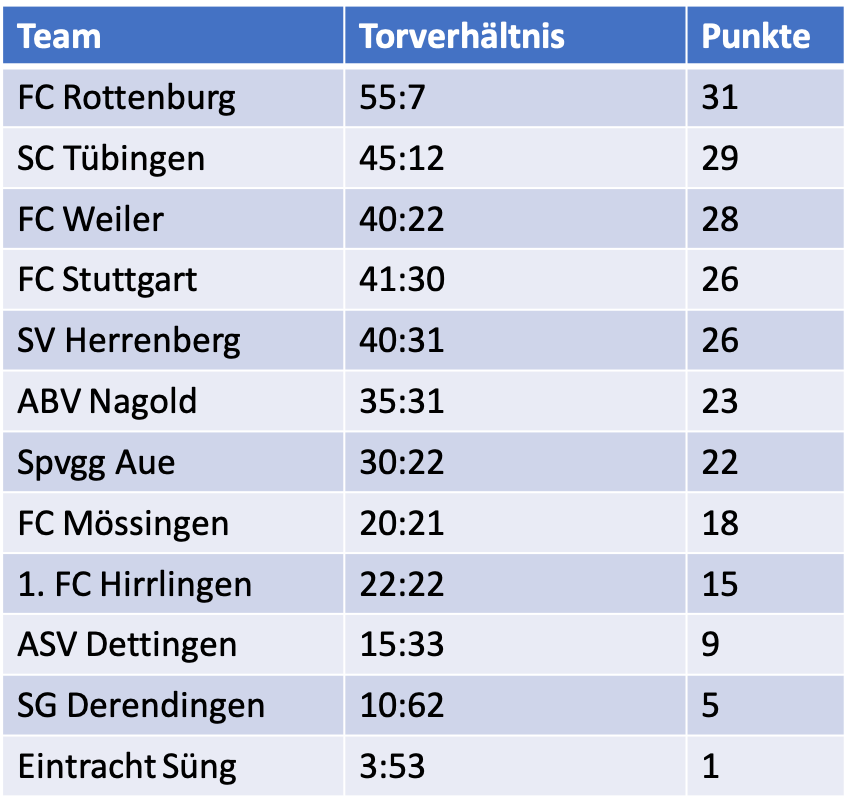 Team Torverhältnis Punkte
FC Rottenburg 55:7 31
SC Tübingen 45:12 29
FC Weiler 40:22 28
FC Stuttgart 41:30 26
SV Herrenberg 40:31 26
ABV Nagold 35:31 23
Spvgg Aue 30:22 22
FC Mössingen 20:21 18
1. FC Hirrlingen 22:22 15
ASV Dettingen 15:33 9
SG Derendingen 10:62 5
Eintracht Süng 3:53 1